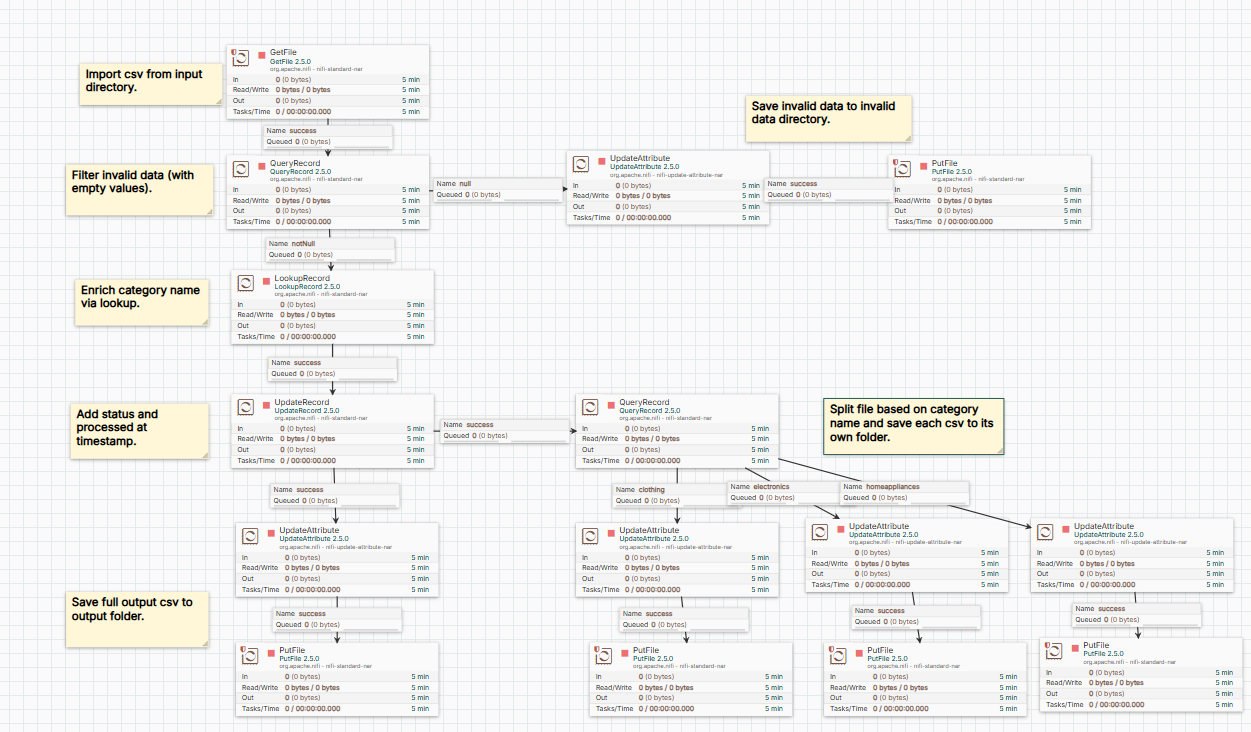 Import csv from input
directory.
GetFile
GetFile 2.5.0
org.apache.nifi - nifi-standard-nar
In 0 (0 bytes) 5 min
Read/Write 0 bytes / 0 bytes 5 min
Out 0 (0 bytes) 5 min
Tasks/Time 0 / 00:00:00.000 5 min
Name success
Queued 0 (0 bytes)
Save invalid data to invalid
data directory.
Filter invalid data (with
empty values).
QueryRecord
QueryRecord 2.5.0
org.apache.nifi - nifi-standard-nar
In 0 (0 bytes) 5 min
Read/Write 0 bytes / 0 bytes 5 min
Out 0 (0 bytes) 5 min
Tasks/Time 0 / 00:00:00.000 5 min
Name null
Queued 0 (0 bytes)
UpdateAttribute
UpdateAttribute 2.5.0
org.apache.nifi - nifi-update-attribute-nar
In 0 (0 bytes) 5 min
Read/Write 0 bytes / 0 bytes 5 min
Out 0 (0 bytes) 5 min
Tasks/Time 0 / 00:00:00.000 5 min
Name success
Queued 0 (0 bytes)
PutFile
PutFile 2.5.0
org.apache.nifi - nifi-standard-nar
In 0 (0 bytes) 5 min
Read/Write 0 bytes / 0 bytes 5 min
Out 0 (0 bytes) 5 min
Tasks/Time 0 / 00:00:00.000 5 min
Name notNull
Queued 0 (0 bytes)
Enrich category name
via lookup.
LookupRecord
LookupRecord 2.5.0
org.apache.nifi - nifi-standard-nar
In 0 (0 bytes) 5 min
Read/Write 0 bytes / 0 bytes 5 min
Out 0 (0 bytes) 5 min
Tasks/Time 0 / 00:00:00.000 5 min
Name success
Queued 0 (0 bytes)
Add status and
processed at
timestamp.
UpdateRecord
UpdateRecord 2.5.0
org.apache.nifi - nifi-standard-nar
In 0 (0 bytes) 5 min
Read/Write 0 bytes / 0 bytes 5 min
Out 0 (0 bytes) 5 min
Tasks/Time 0 / 00:00:00.000 5 min
Name success
Queued 0 (0 bytes)
QueryRecord
QueryRecord 2.5.0
org.apache.nifi - nifi-standard-nar
In 0 (0 bytes) 5 min
Read/Write 0 bytes / 0 bytes 5 min
Out 0 (0 bytes) 5 min
Tasks/Time 0 / 00:00:00.000 5 min
Split file based on category
name and save each csv to its
own folder.
Name success
Queued 0 (0 bytes)
Name clothing
Queued 0 (0 bytes)
Name electronics
Queued 0 (0 bytes)
Name homeappliances
Queued 0 (0 bytes)
UpdateAttribute
UpdateAttribute 2.5.0
org.apache.nifi - nifi-update-attribute-nar
In 0 (0 bytes) 5 min
Read/Write 0 bytes / 0 bytes 5 min
Out 0 (0 bytes) 5 min
Tasks/Time 0 / 00:00:00.000 5 min
UpdateAttribute
UpdateAttribute 2.5.0
org.apache.nifi - nifi-update-attribute-nar
In 0 (0 bytes) 5 min
Read/Write 0 bytes / 0 bytes 5 min
Out 0 (0 bytes) 5 min
Tasks/Time 0 / 00:00:00.000 5 min
UpdateAttribute
UpdateAttribute 2.5.0
org.apache.nifi - nifi-update-attribute-nar
In 0 (0 bytes) 5 min
Read/Write 0 bytes / 0 bytes 5 min
Out 0 (0 bytes) 5 min
Tasks/Time 0 / 00:00:00.000 5 min
UpdateAttribute
UpdateAttribute 2.5.0
org.apache.nifi - nifi-update-attribute-nar
In 0 (0 bytes) 5 min
Read/Write 0 bytes / 0 bytes 5 min
Out 0 (0 bytes) 5 min
Tasks/Time 0 / 00:00:00.000 5 min
Save full output csv to
output folder.
Name success
Queued 0 (0 bytes)
Name success
Queued 0 (0 bytes)
Name success
Queued 0 (0 bytes)
Name success
Queued 0 (0 bytes)
PutFile
PutFile 2.5.0
org.apache.nifi - nifi-standard-nar
In 0 (0 bytes) 5 min
Read/Write 0 bytes / 0 bytes 5 min
Out 0 (0 bytes) 5 min
Tasks/Time 0 / 00:00:00.000 5 min
PutFile
PutFile 2.5.0
org.apache.nifi - nifi-standard-nar
In 0 (0 bytes) 5 min
Read/Write 0 bytes / 0 bytes 5 min
Out 0 (0 bytes) 5 min
Tasks/Time 0 / 00:00:00.000 5 min
PutFile
PutFile 2.5.0
org.apache.nifi - nifi-standard-nar
In 0 (0 bytes) 5 min
Read/Write 0 bytes / 0 bytes 5 min
Out 0 (0 bytes) 5 min
Tasks/Time 0 / 00:00:00.000 5 min
PutFile
PutFile 2.5.0
org.apache.nifi - nifi-standard-nar
In 0 (0 bytes) 5 min
Read/Write 0 bytes / 0 bytes 5 min
Out 0 (0 bytes) 5 min
Tasks/Time 0 / 00:00:00.000 5 min